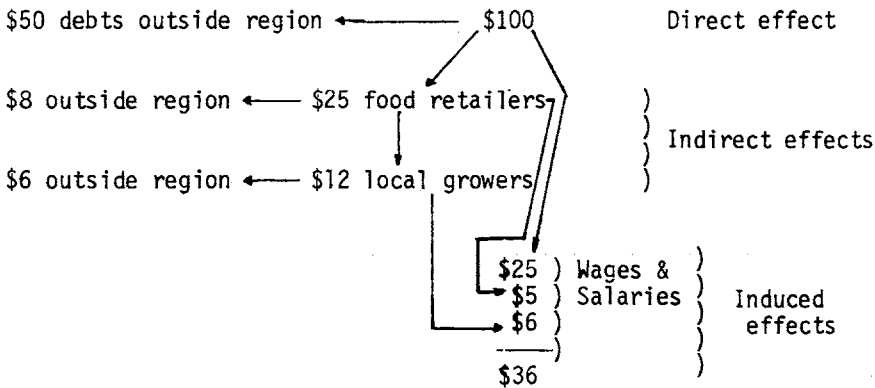 $50 debts outside region $100 Direct effect
$8 outside region $25 food retailers
Indirect effects
$6 outside region $12 local growers
$25 ) Wages &
$5 ) Salaries Induced
$6 ) effects
$36